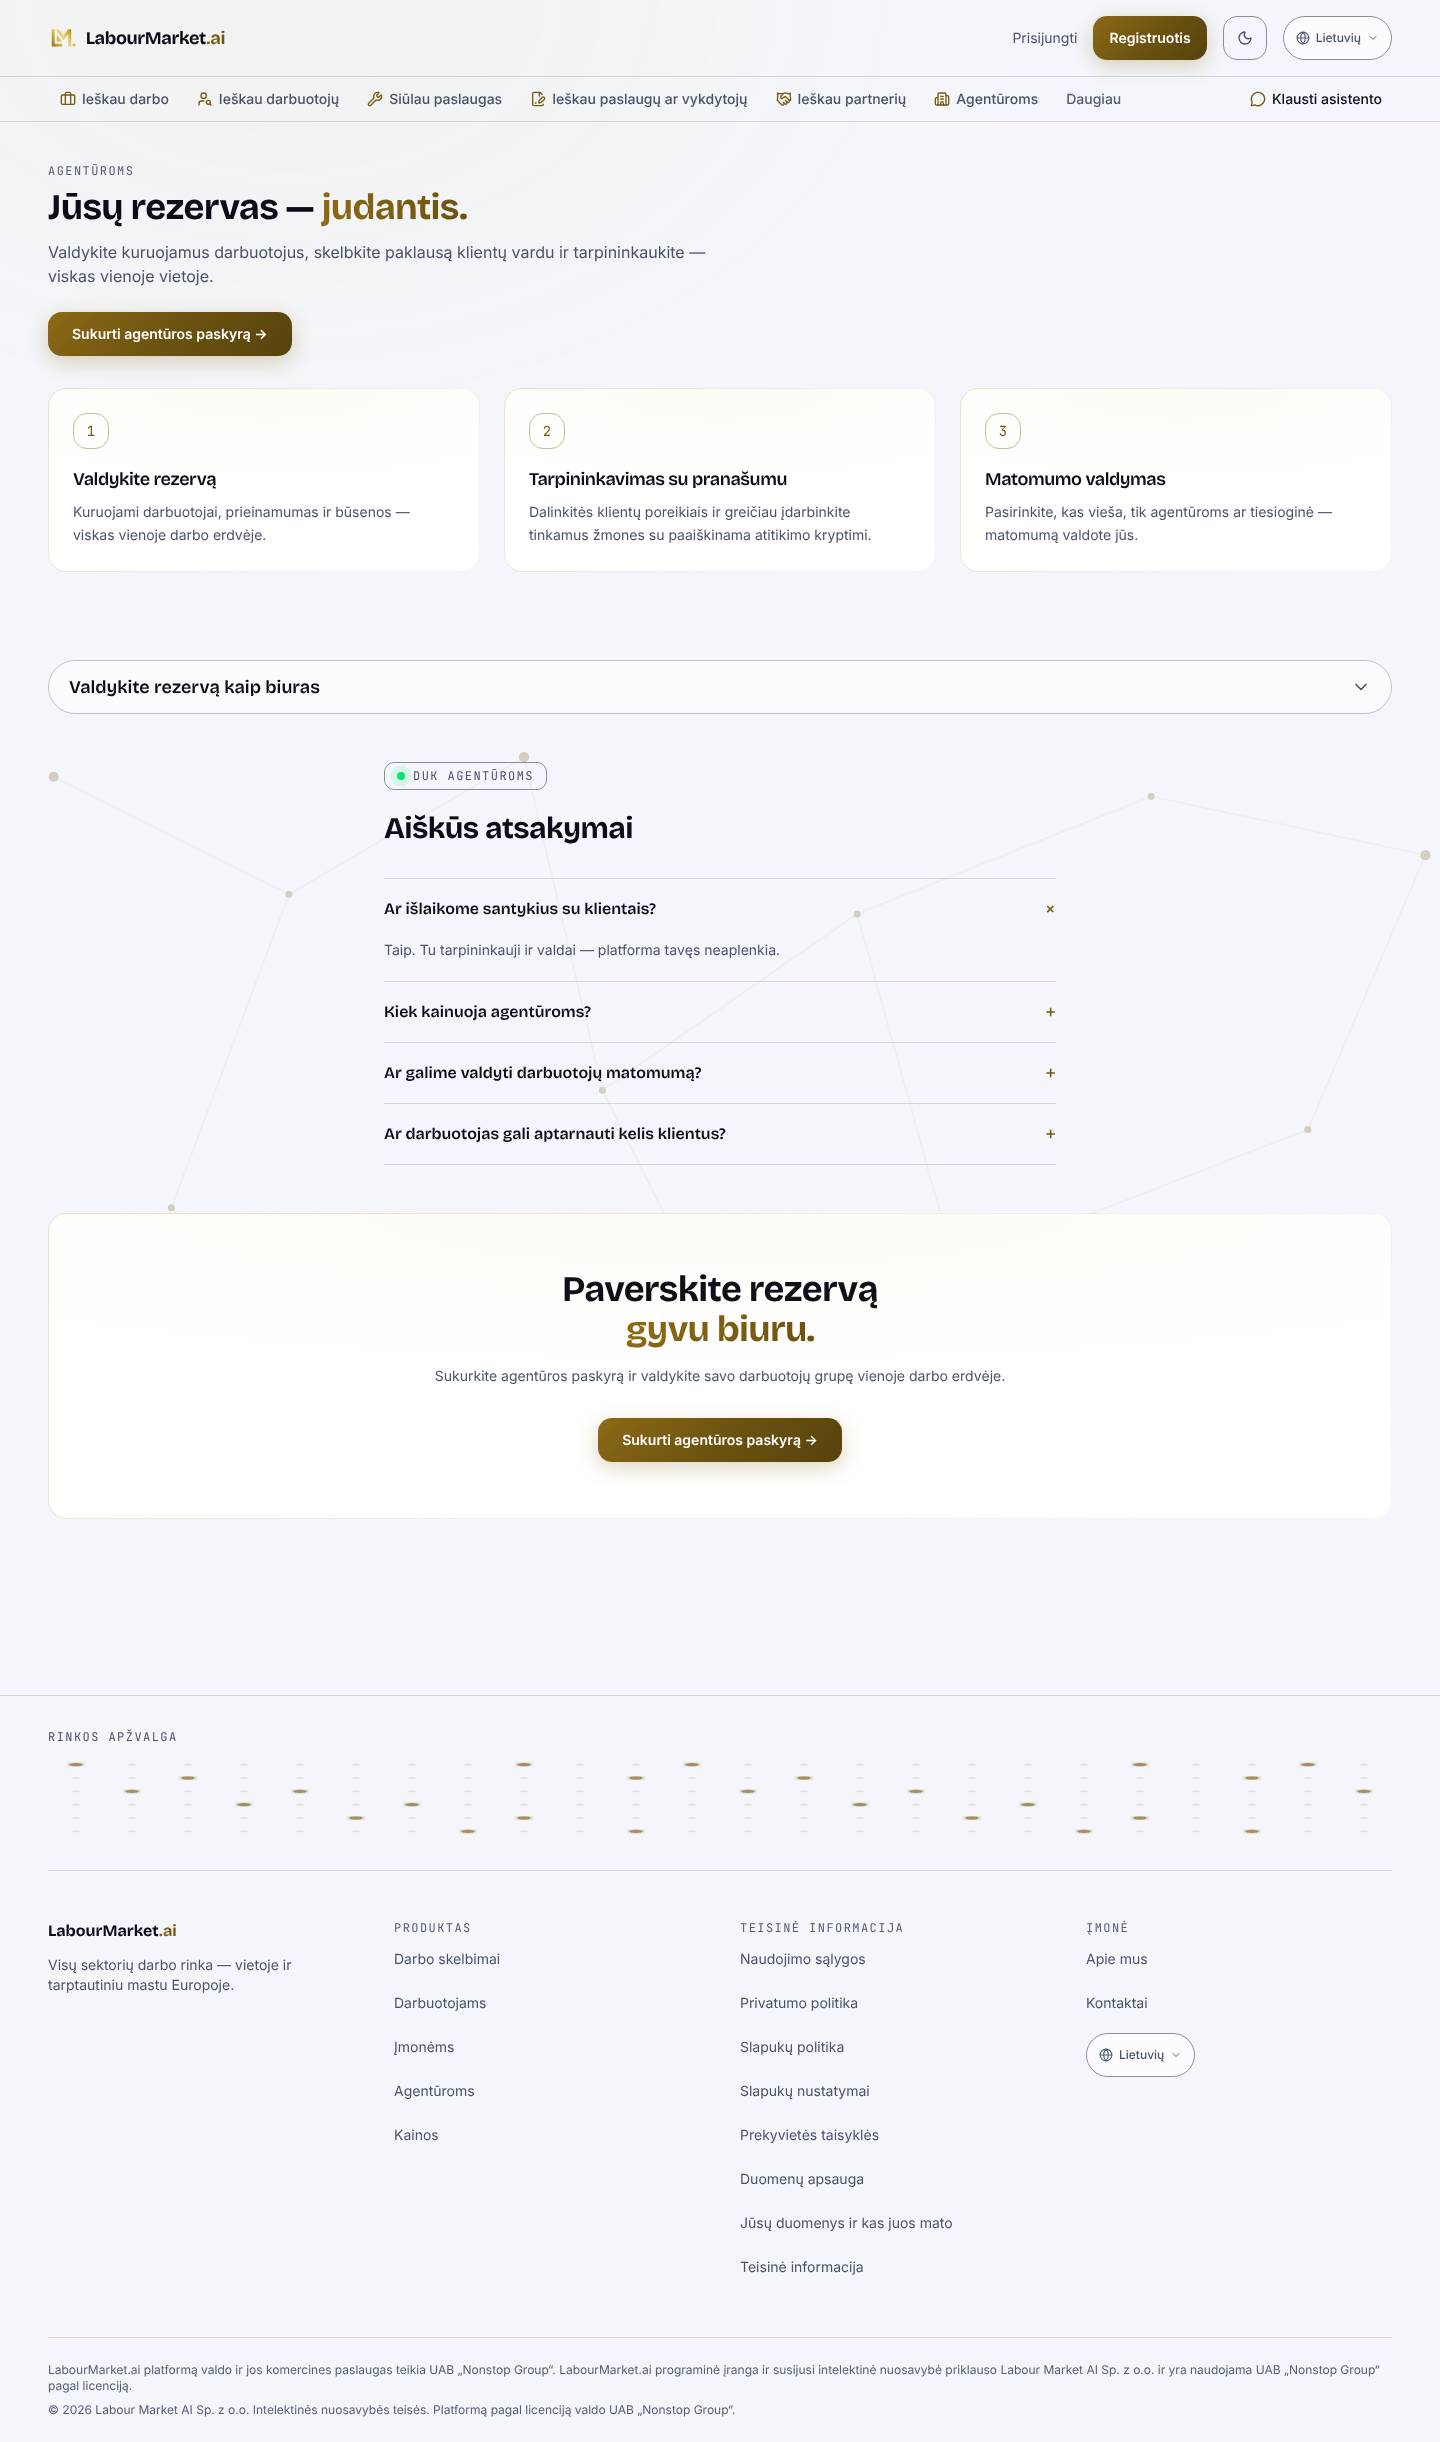 LabourMarket.ai
Prisijungti
Registruotis
Lietuvių
Ieškau darbo
Ieškau darbuotojų
Siūlau paslaugas
Ieškau paslaugų ar vykdytojų
Ieškau partnerių
Agentūroms
Daugiau
Klausti asistento
AGENTŪROMS
Jūsų rezervas — judantis.
Valdykite kuruojamus darbuotojus, skelbkite paklausą klientų vardu ir tarpininkaukite —
viskas vienoje vietoje.
Sukurti agentūros paskyrą →
1
Valdykite rezervą
Kuruojami darbuotojai, prieinamumas ir būsenos —
viskas vienoje darbo erdvėje.
2
Tarpininkavimas su pranašumu
Dalinkitės klientų poreikiais ir greičiau įdarbinkite
tinkamus žmones su paaiškinama atitikimo kryptimi.
3
Matomumo valdymas
Pasirinkite, kas vieša, tik agentūroms ar tiesioginė —
matomumą valdote jūs.
Valdykite rezervą kaip biuras
DUK AGENTŪROMS
Aiškūs atsakymai
Ar išlaikome santykius su klientais?
Taip. Tu tarpininkauji ir valdai — platforma tavęs neaplenkia.
Kiek kainuoja agentūroms?
+
Ar galime valdyti darbuotojų matomumą?
+
Ar darbuotojas gali aptarnauti kelis klientus?
+
Paverskite rezervą
gyvu biuru.
Sukurkite agentūros paskyrą ir valdykite savo darbuotojų grupę vienoje darbo erdvėje.
Sukurti agentūros paskyrą →
RINKOS APŽVALGA
LabourMarket.ai
Visų sektorių darbo rinka — vietoje ir
tarptautiniu mastu Europoje.
PRODUKTAS
Darbo skelbimai
Darbuotojams
Įmonėms
Agentūroms
Kainos
TEISINĖ INFORMACIJA
Naudojimo sąlygos
Privatumo politika
Slapukų politika
Slapukų nustatymai
Prekyvietės taisyklės
Duomenų apsauga
Jūsų duomenys ir kas juos mato
Teisinė informacija
ĮMONĖ
Apie mus
Kontaktai
Lietuvių
LabourMarket.ai platformą valdo ir jos komercines paslaugas teikia UAB „Nonstop Group“. LabourMarket.ai programinė įranga ir susijusi intelektinė nuosavybė priklauso Labour Market AI Sp. z o.o. ir yra naudojama UAB „Nonstop Group“
pagal licenciją.
© 2026 Labour Market AI Sp. z o.o. Intelektinės nuosavybės teisės. Platformą pagal licenciją valdo UAB „Nonstop Group“.